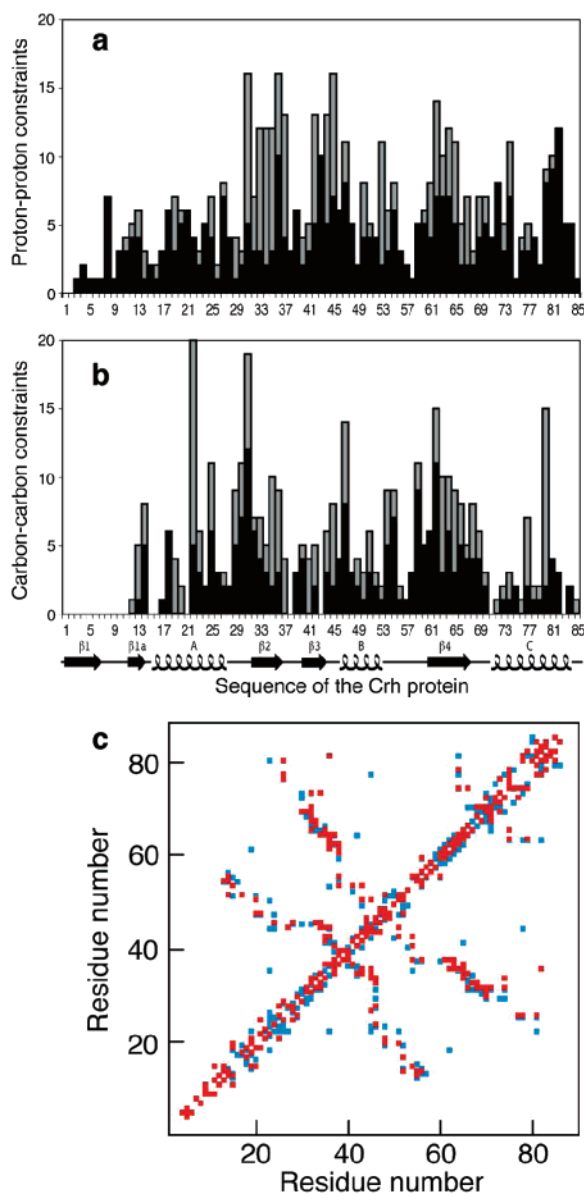 a
Proton-proton constraints
20
15
10
5
0
1 5 9 13 17 21 25 29 33 37 41 45 49 53 57 61 65 69 73 77 81 85
b
Carbon-carbon constraints
20
15
10
5
0
1 5 9 13 17 21 25 29 33 37 41 45 49 53 57 61 65 69 73 77 81 85
β1 β1a A β2 β3 B β4 C
Sequence of the Crh protein
c
Residue number
80
60
40
20
20 40 60 80
Residue number